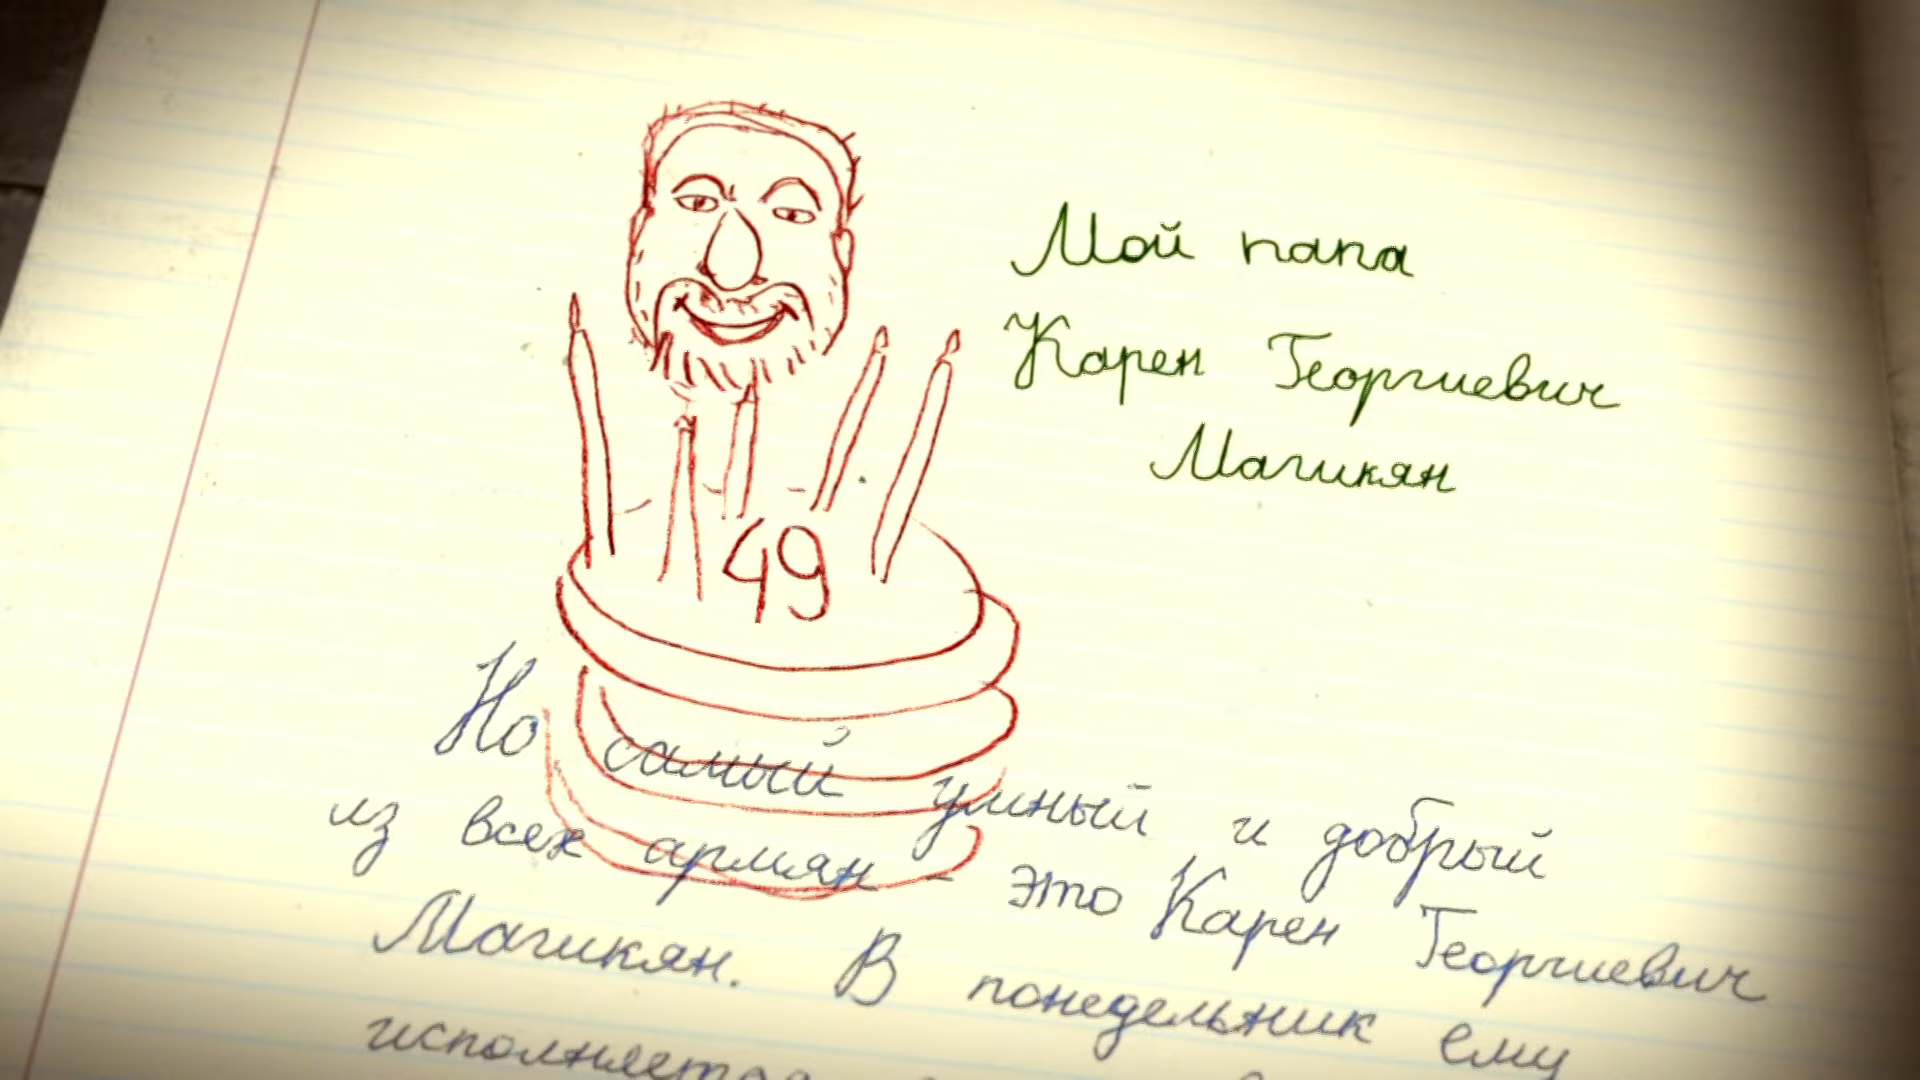 Мой папа
Карен Георгиевич
Магикян
49
Но самый умный и добрый
из всех армян - это Карен Георгиевич
Магикян. В понедельник ему
исполняется